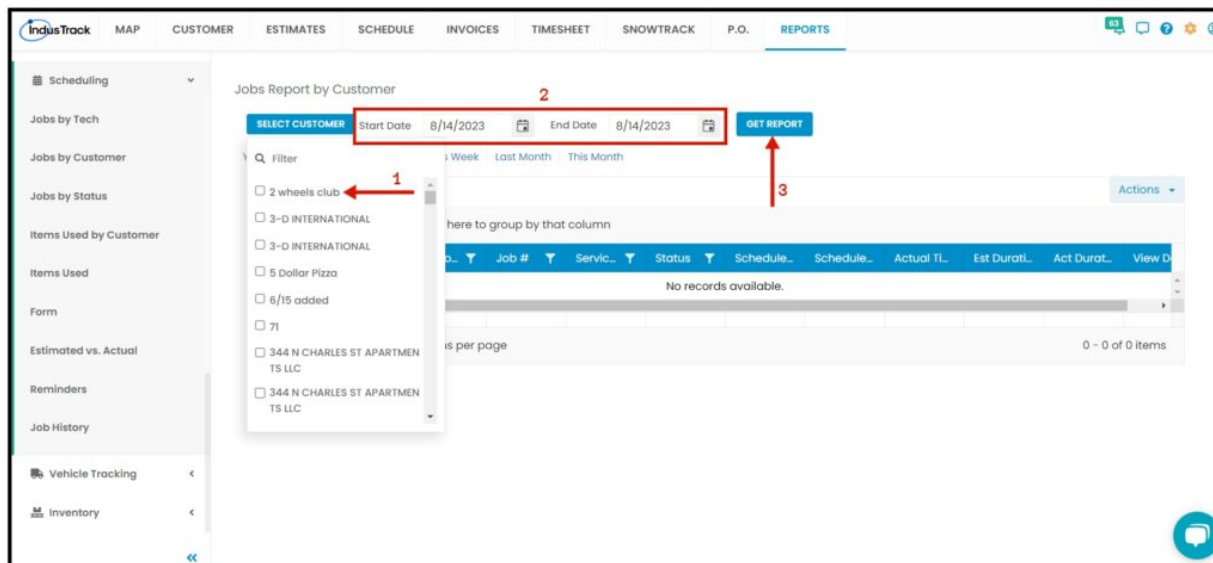 IndusTrack MAP CUSTOMER ESTIMATES SCHEDULE INVOICES TIMESHEET SNOWTRACK P.O. REPORTS 63
Scheduling
Jobs by Tech
Jobs by Customer
Jobs by Status
Items Used by Customer
Items Used
Form
Estimated vs. Actual
Reminders
Job History
Vehicle Tracking
Inventory
Jobs Report by Customer
2
SELECT CUSTOMER Start Date 8/14/2023 End Date 8/14/2023 GET REPORT
Week Last Month This Month
Filter
1
2 wheels club
3-D INTERNATIONAL
3-D INTERNATIONAL
5 Dollar Pizza
6/15 added
71
344 N CHARLES ST APARTMEN
TS LLC
344 N CHARLES ST APARTMEN
TS LLC
3
Actions
here to group by that column
Job # Servic... Status Schedule... Schedule... Actual Ti... Est Durati... Act Durat... View D
No records available.
per page 0 - 0 of 0 items